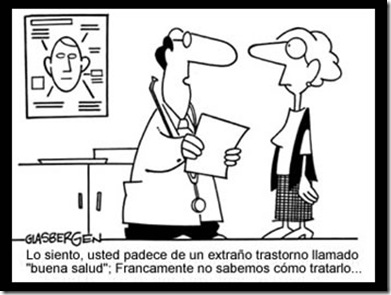 GLASBERGEN
Lo siento, usted padece de un extraño trastorno llamado
"buena salud"; Francamente no sabemos cómo tratarlo...